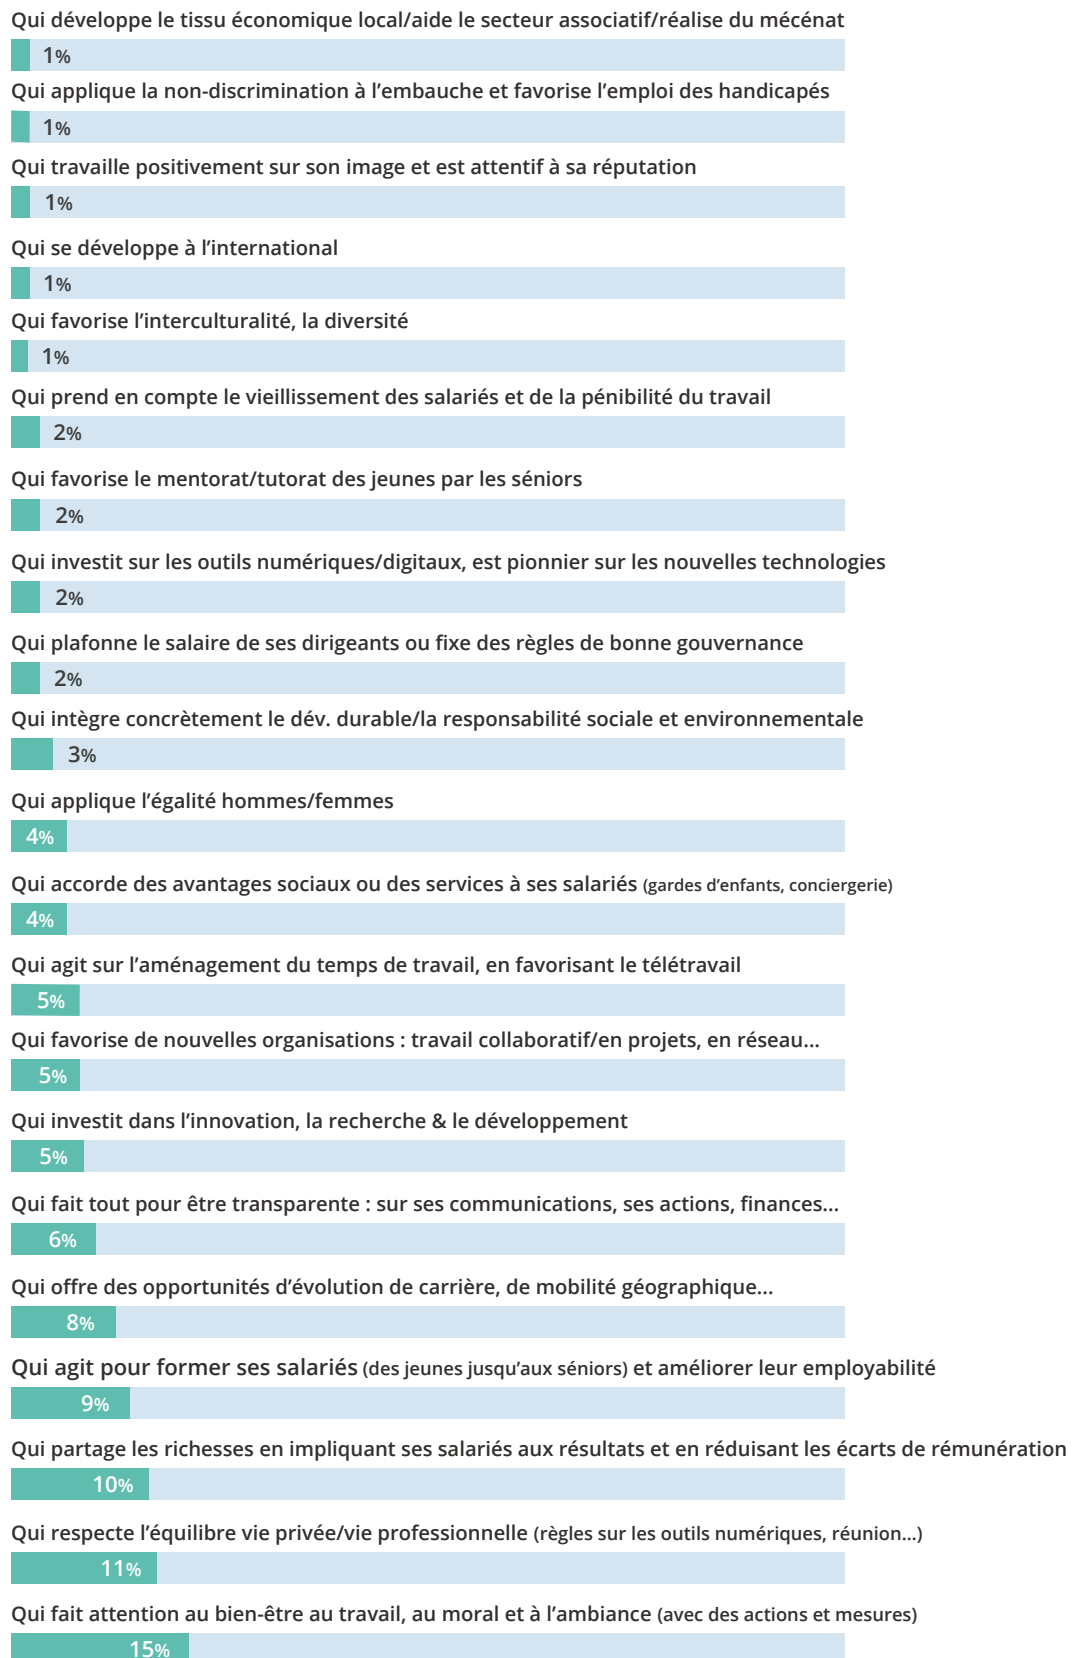 Qui développe le tissu économique local/aide le secteur associatif/réalise du mécénat
1%
Qui applique la non-discrimination à l’embauche et favorise l’emploi des handicapés
1%
Qui travaille positivement sur son image et est attentif à sa réputation
1%
Qui se développe à l’international
1%
Qui favorise l’interculturalité, la diversité
1%
Qui prend en compte le vieillissement des salariés et de la pénibilité du travail
2%
Qui favorise le mentorat/tutorat des jeunes par les séniors
2%
Qui investit sur les outils numériques/digitaux, est pionnier sur les nouvelles technologies
2%
Qui plafonne le salaire de ses dirigeants ou fixe des règles de bonne gouvernance
2%
Qui intègre concrètement le dév. durable/la responsabilité sociale et environnementale
3%
Qui applique l’égalité hommes/femmes
4%
Qui accorde des avantages sociaux ou des services à ses salariés (gardes d’enfants, conciergerie)
4%
Qui agit sur l’aménagement du temps de travail, en favorisant le télétravail
5%
Qui favorise de nouvelles organisations : travail collaboratif/en projets, en réseau...
5%
Qui investit dans l’innovation, la recherche & le développement
5%
Qui fait tout pour être transparente : sur ses communications, ses actions, finances...
6%
Qui offre des opportunités d’évolution de carrière, de mobilité géographique...
8%
Qui agit pour former ses salariés (des jeunes jusqu’aux séniors) et améliorer leur employabilité
9%
Qui partage les richesses en impliquant ses salariés aux résultats et en réduisant les écarts de rémunération
10%
Qui respecte l’équilibre vie privée/vie professionnelle (règles sur les outils numériques, réunion...)
11%
Qui fait attention au bien-être au travail, au moral et à l’ambiance (avec des actions et mesures)
15%